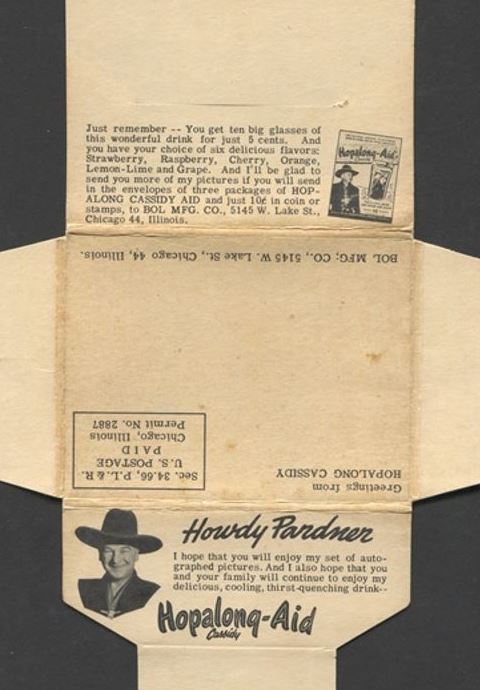 Just remember -- You get ten big glasses of
this wonderful drink for just 5 cents. And
you have your choice of six delicious flavors:
Strawberry, Raspberry, Cherry, Orange,
Lemon-Lime and Grape. And I'll be glad to
send you more of my pictures if you will send
in the envelopes of three packages of HOP-
ALONG CASSIDY AID and just 10¢ in coin or
stamps, to BOL MFG. CO., 5145 W. Lake St.,
Chicago 44, Illinois.
Hopalong-Aid
BOL MFG; CO., 5145 W. Lake St., Chicago 44, Illinois.
Sec. 34.66, P.L.& R.
U.S. POSTAGE
PAID
Chicago, Illinois
Permit No. 2887
Greetings from
HOPALONG CASSIDY
Howdy Pardner
I hope that you will enjoy my set of auto-
graphed pictures. And I also hope that you
and your family will continue to enjoy my
delicious, cooling, thirst-quenching drink--
Hopalong-Aid
Cassidy